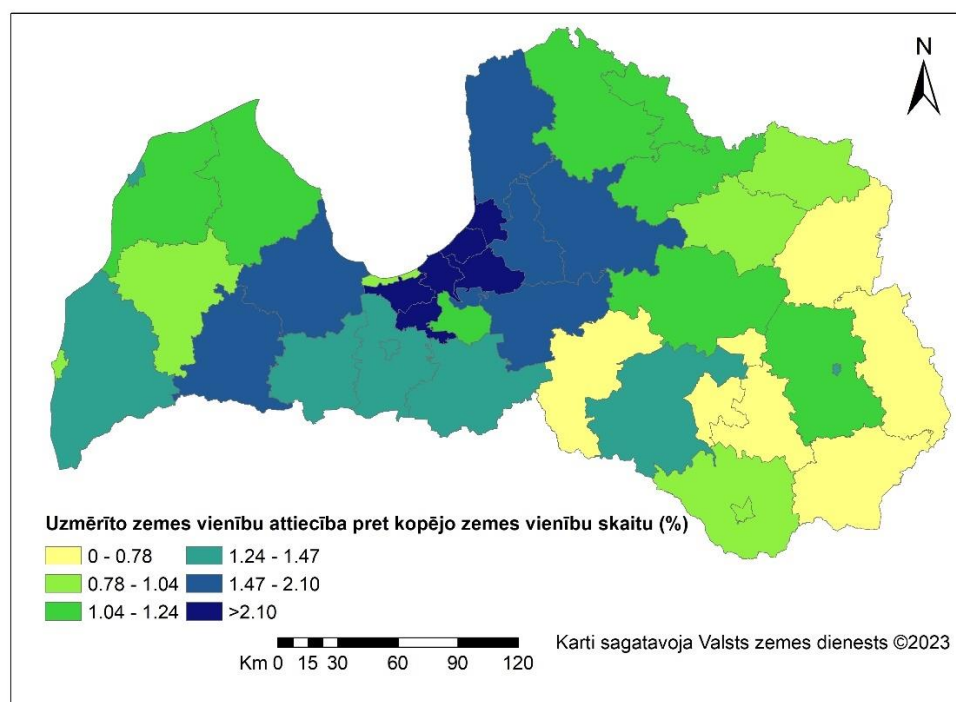 N
Uzmērīto zemes vienību attiecība pret kopējo zemes vienību skaitu (%)
0 - 0.78
1.24 - 1.47
0.78 - 1.04
1.47 - 2.10
1.04 - 1.24
>2.10
Km 0 15 30 60 90 120
Karti sagatavoja Valsts zemes dienests ©2023